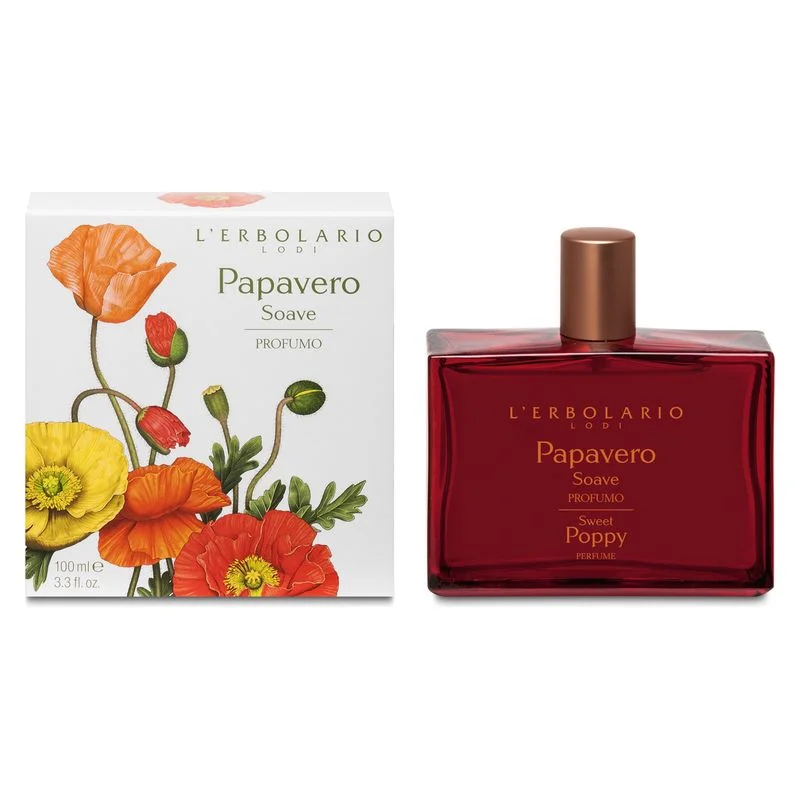 L'ERBOLARIO
LODI
Papavero
Soave
PROFUMO
100 ml e
3.3 fl. oz.
L'ERBOLARIO
LODI
Papavero
Soave
PROFUMO
Sweet
Poppy
PERFUME